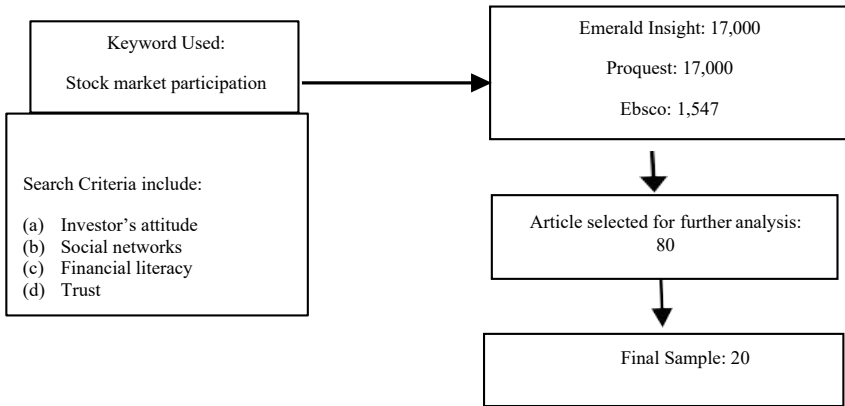 Keyword Used:
Stock market participation
Search Criteria include:
(a) Investor’s attitude
(b) Social networks
(c) Financial literacy
(d) Trust
Emerald Insight: 17,000
Proquest: 17,000
Ebsco: 1,547
Article selected for further analysis:
80
Final Sample: 20